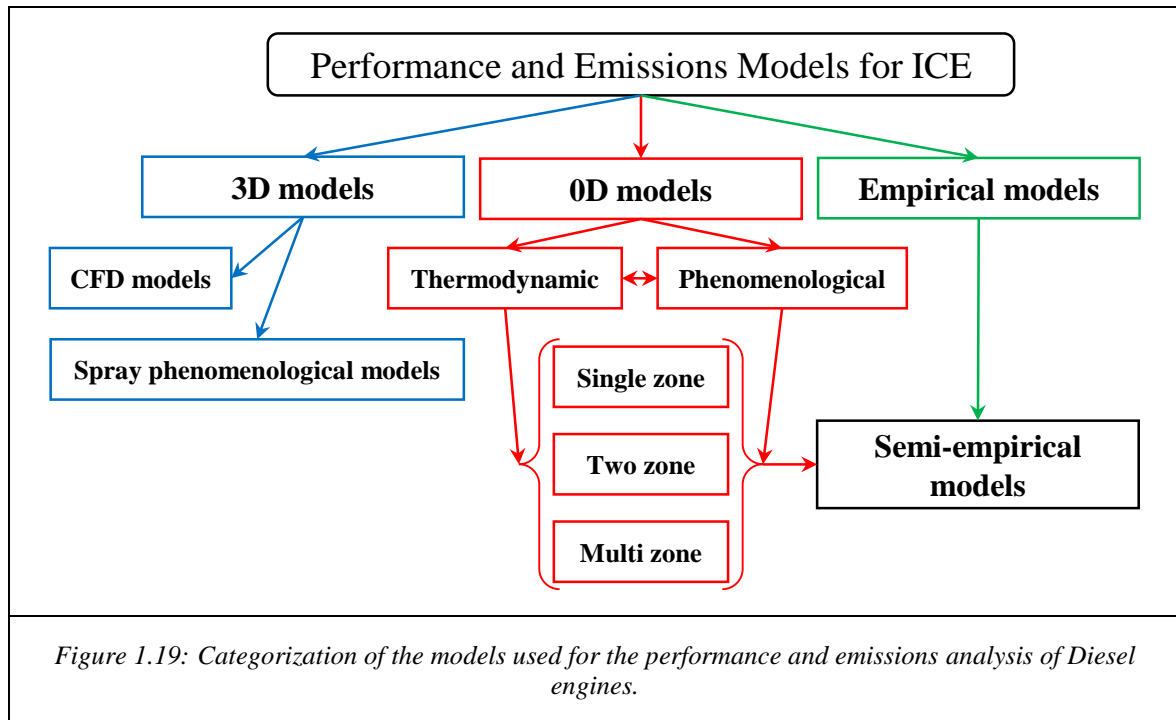 Performance and Emissions Models for ICE
3D models
0D models
Empirical models
CFD models
Thermodynamic
Phenomenological
Spray phenomenological models
Single zone
Two zone
Multi zone
Semi-empirical
models
Figure 1.19: Categorization of the models used for the performance and emissions analysis of Diesel
engines.